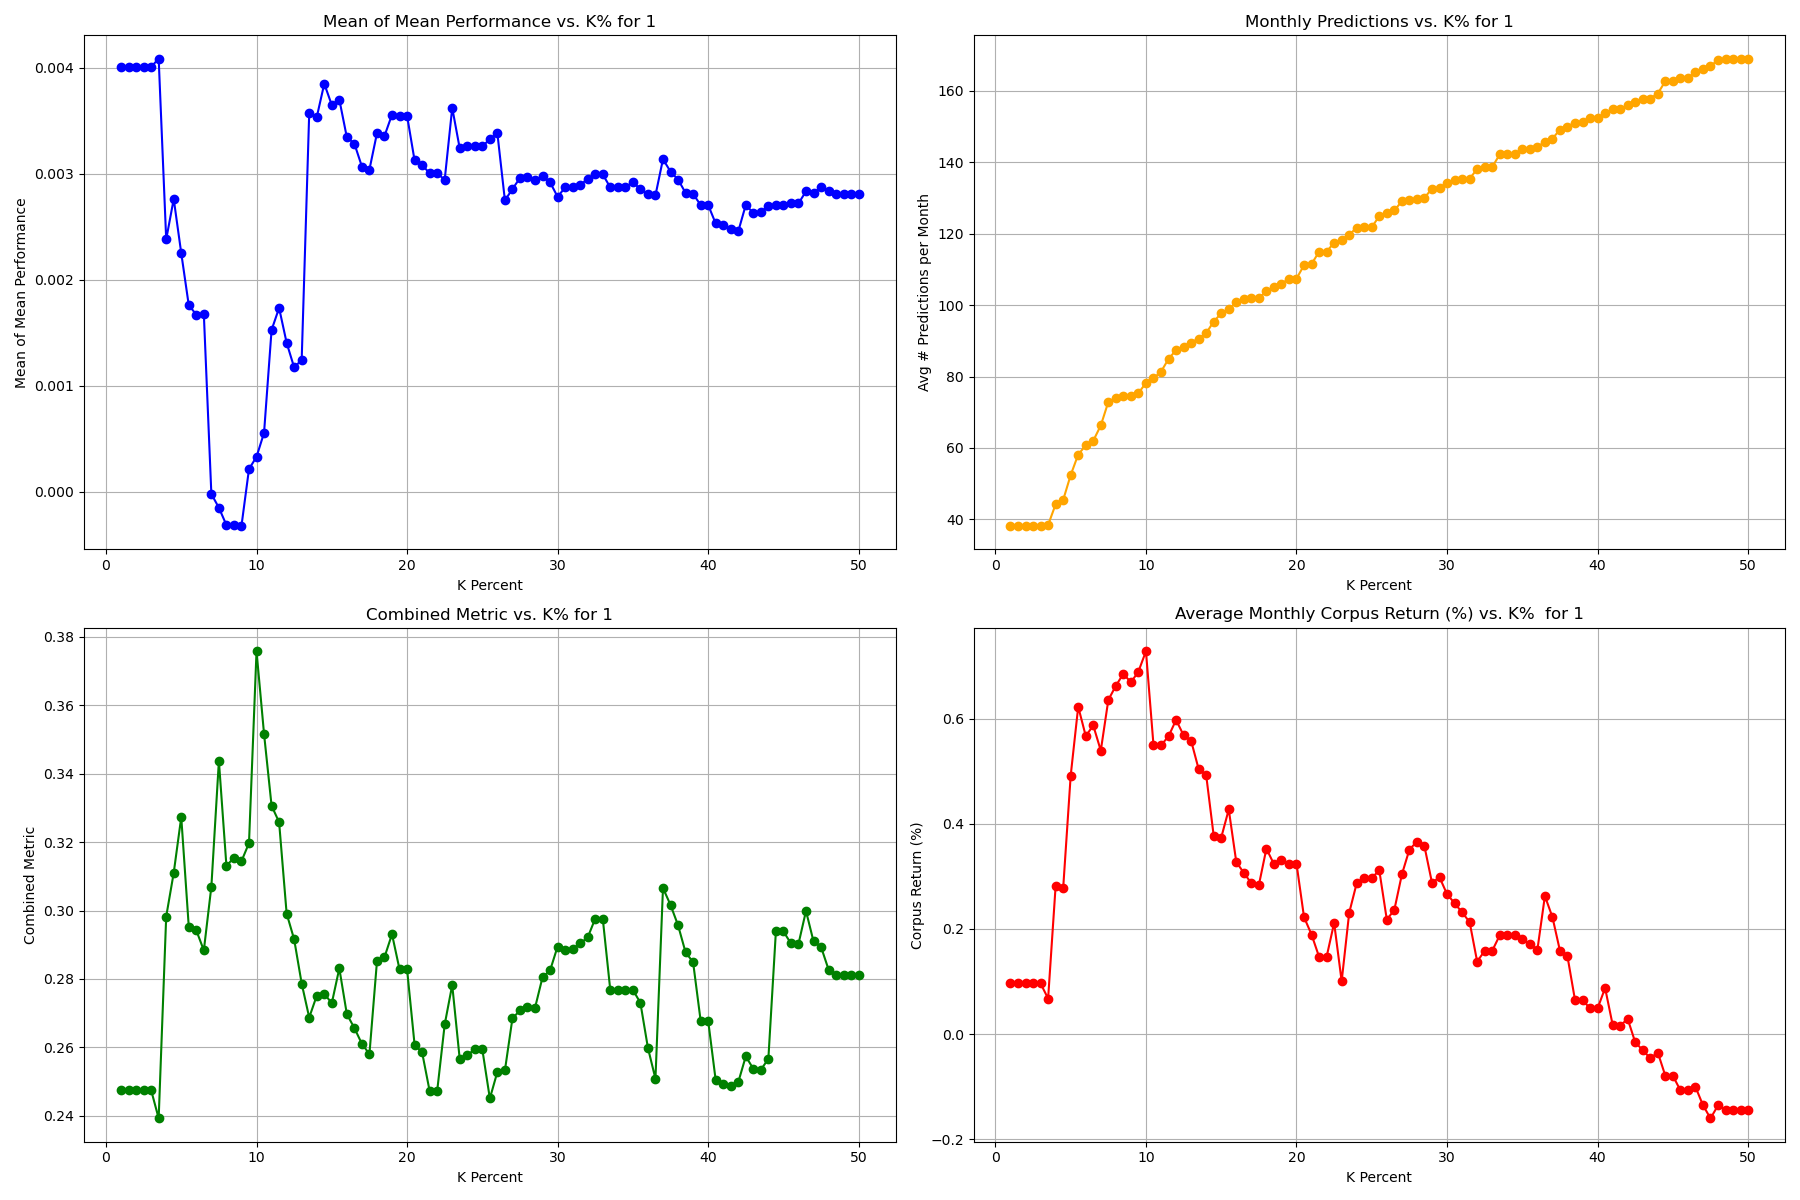 Mean of Mean Performance vs. K% for 1
Mean of Mean Performance
0.004
0.003
0.002
0.001
0.000
0 10 20 30 40 50
K Percent
Monthly Predictions vs. K% for 1
Avg # Predictions per Month
160
140
120
100
80
60
40
0 10 20 30 40 50
K Percent
Combined Metric vs. K% for 1
Combined Metric
0.38
0.36
0.34
0.32
0.30
0.28
0.26
0.24
0 10 20 30 40 50
K Percent
Average Monthly Corpus Return (%) vs. K%  for 1
Corpus Return (%)
0.6
0.4
0.2
0.0
−0.2
0 10 20 30 40 50
K Percent